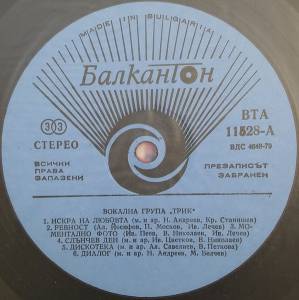 MADE IN BULGARIA
Балкантон
33
СТЕРЕО
ВТА
11528-А
ВДС 4648-79
ВСИЧКИ
ПРАВА
ЗАПАЗЕНИ
ПРЕЗАПИСЪТ
ЗАБРАНЕН
ВОКАЛНА ГРУПА „ТРИК“
1. ИСКРА НА ЛЮБОВТА (м. и ар. Н. Андреев, Кр. Станишев)
2. РЕВНОСТ (Ал. Йосифов, П. Москов, Ив. Лечев) 3. МО-
МЕНТАЛНО ФОТО (Ив. Пеев, В. Николаев, Ив. Лечев)
4. СЛЪНЧЕВ ДЕН (м. и ар. Ив. Цветков, В. Николаев)
5. ДИСКОТЕКА (м. и ар. Ал. Савелиев, В. Петкова)
6. ДИАЛОГ (м. и ар. Н. Андреев, М. Белчев)